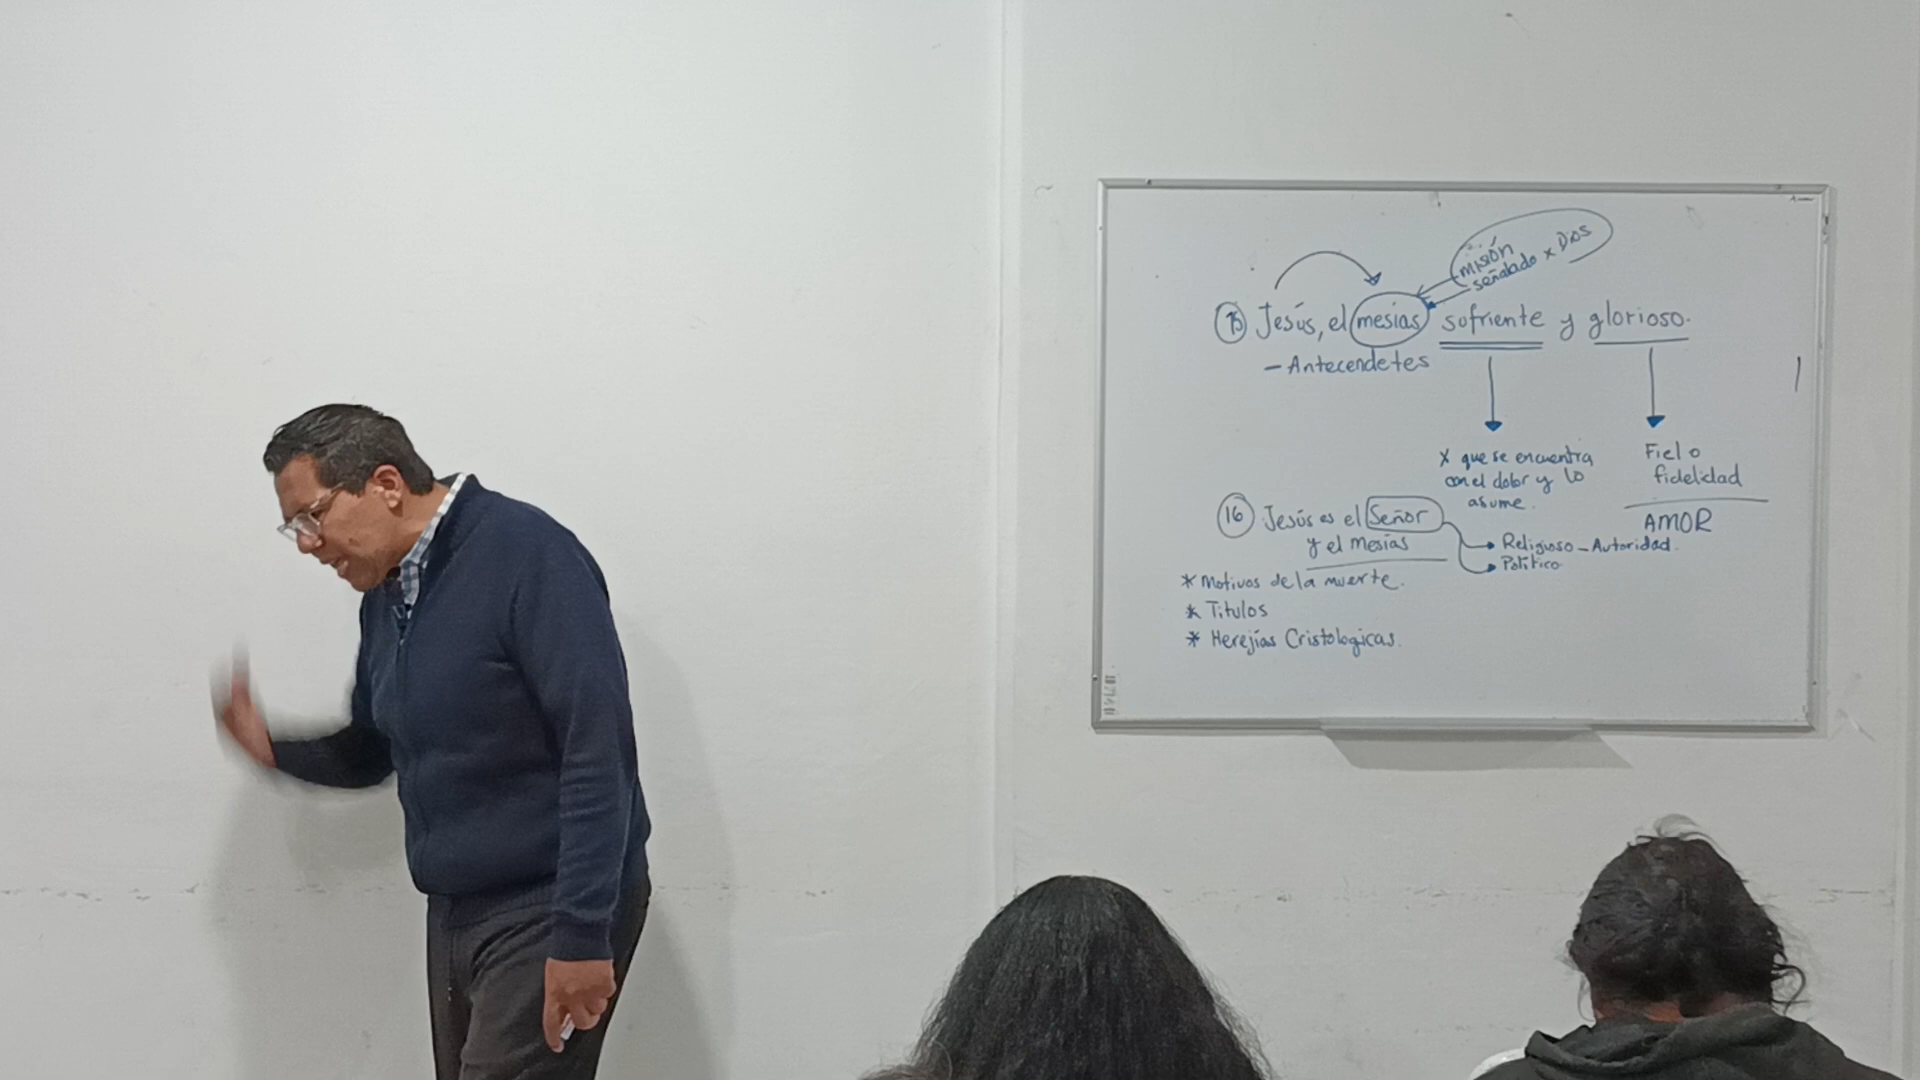 misión
señalado x Dios
15 Jesús, el mesias sufriente y glorioso.
- Antecendetes
x que se encuentra
con el dolor y lo
asume.
Fiel o
fidelidad
AMOR
16 Jesús es el Señor
y el Mesías
Religioso - Autoridad.
Político
* Motivos de la muerte.
* Titulos
* Herejías Cristologicas.